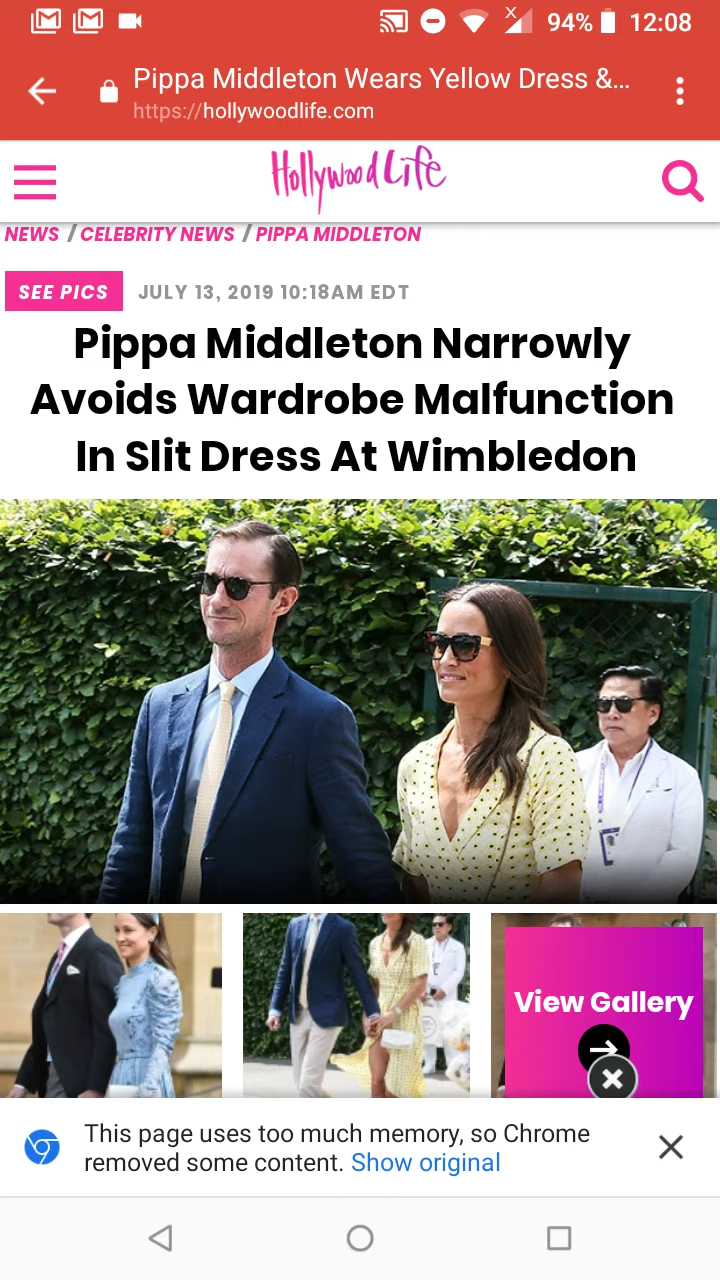 94% 12:08
Pippa Middleton Wears Yellow Dress &...
https://hollywoodlife.com
HollywoodLife
NEWS / CELEBRITY NEWS / PIPPA MIDDLETON
SEE PICS JULY 13, 2019 10:18AM EDT
Pippa Middleton Narrowly
Avoids Wardrobe Malfunction
In Slit Dress At Wimbledon
View Gallery
This page uses too much memory, so Chrome
removed some content. Show original